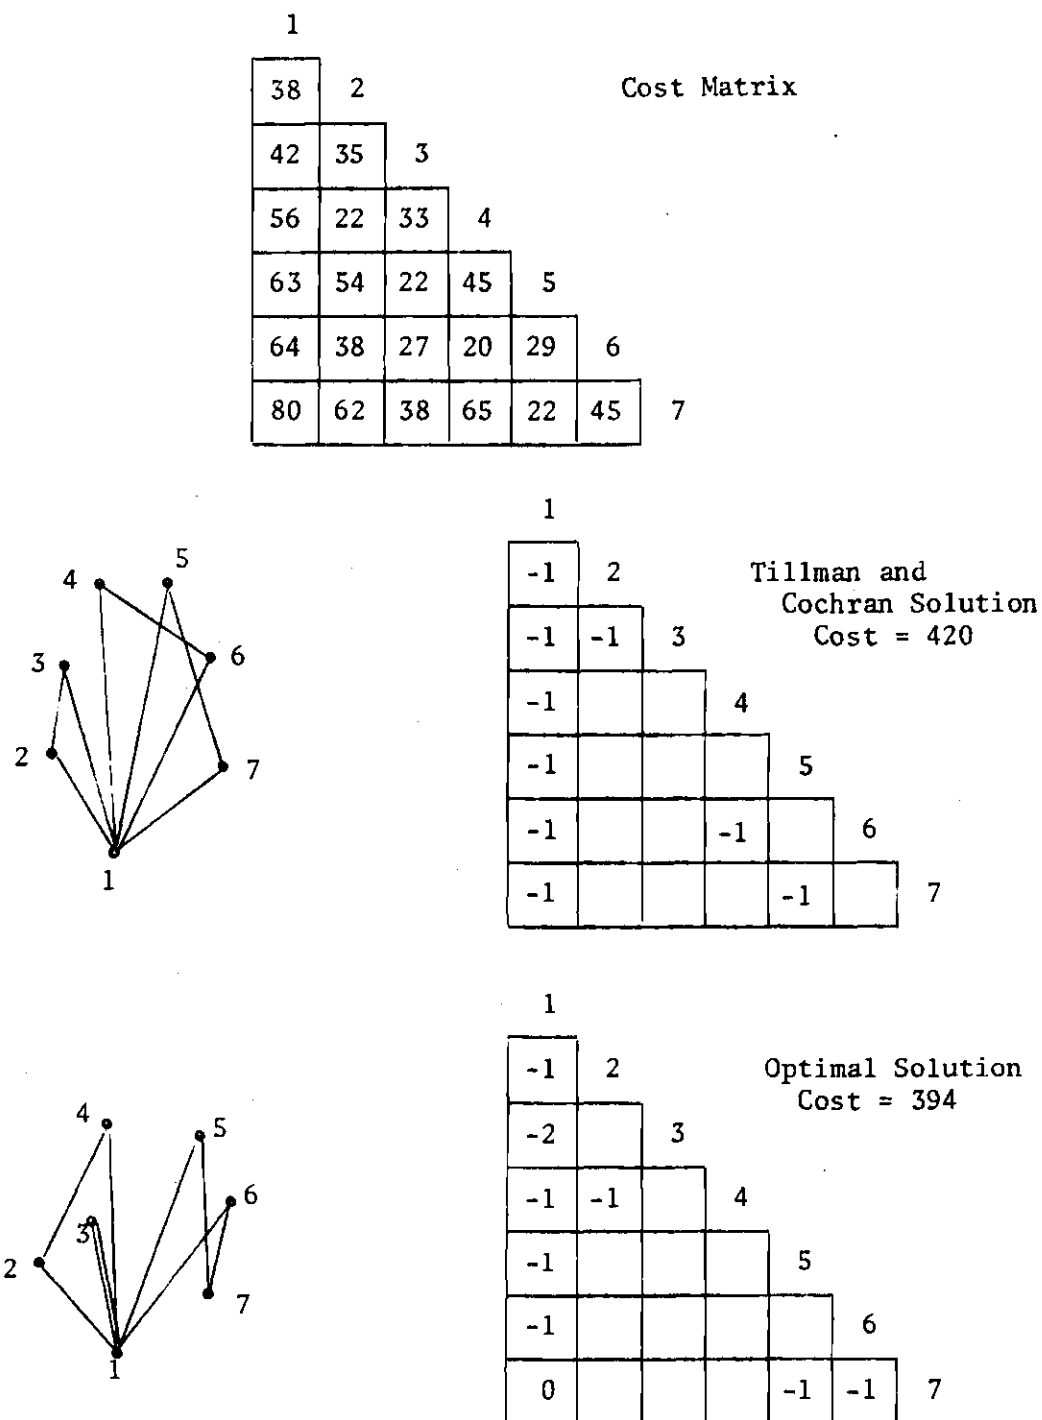 1
38 2 Cost Matrix
42 35 3
56 22 33 4
63 54 22 45 5
64 38 27 20 29 6
80 62 38 65 22 45 7
1
-1 2 Tillman and
Cochran Solution
-1 -1 3 Cost = 420
-1 4
-1 5
-1 -1 6
-1 -1 7
5
4
3
6
2
7
1
1
-1 2 Optimal Solution
Cost = 394
-2 3
-1 -1 4
-1 5
-1 6
0 -1 -1 7
4
5
6
3
2
7
1